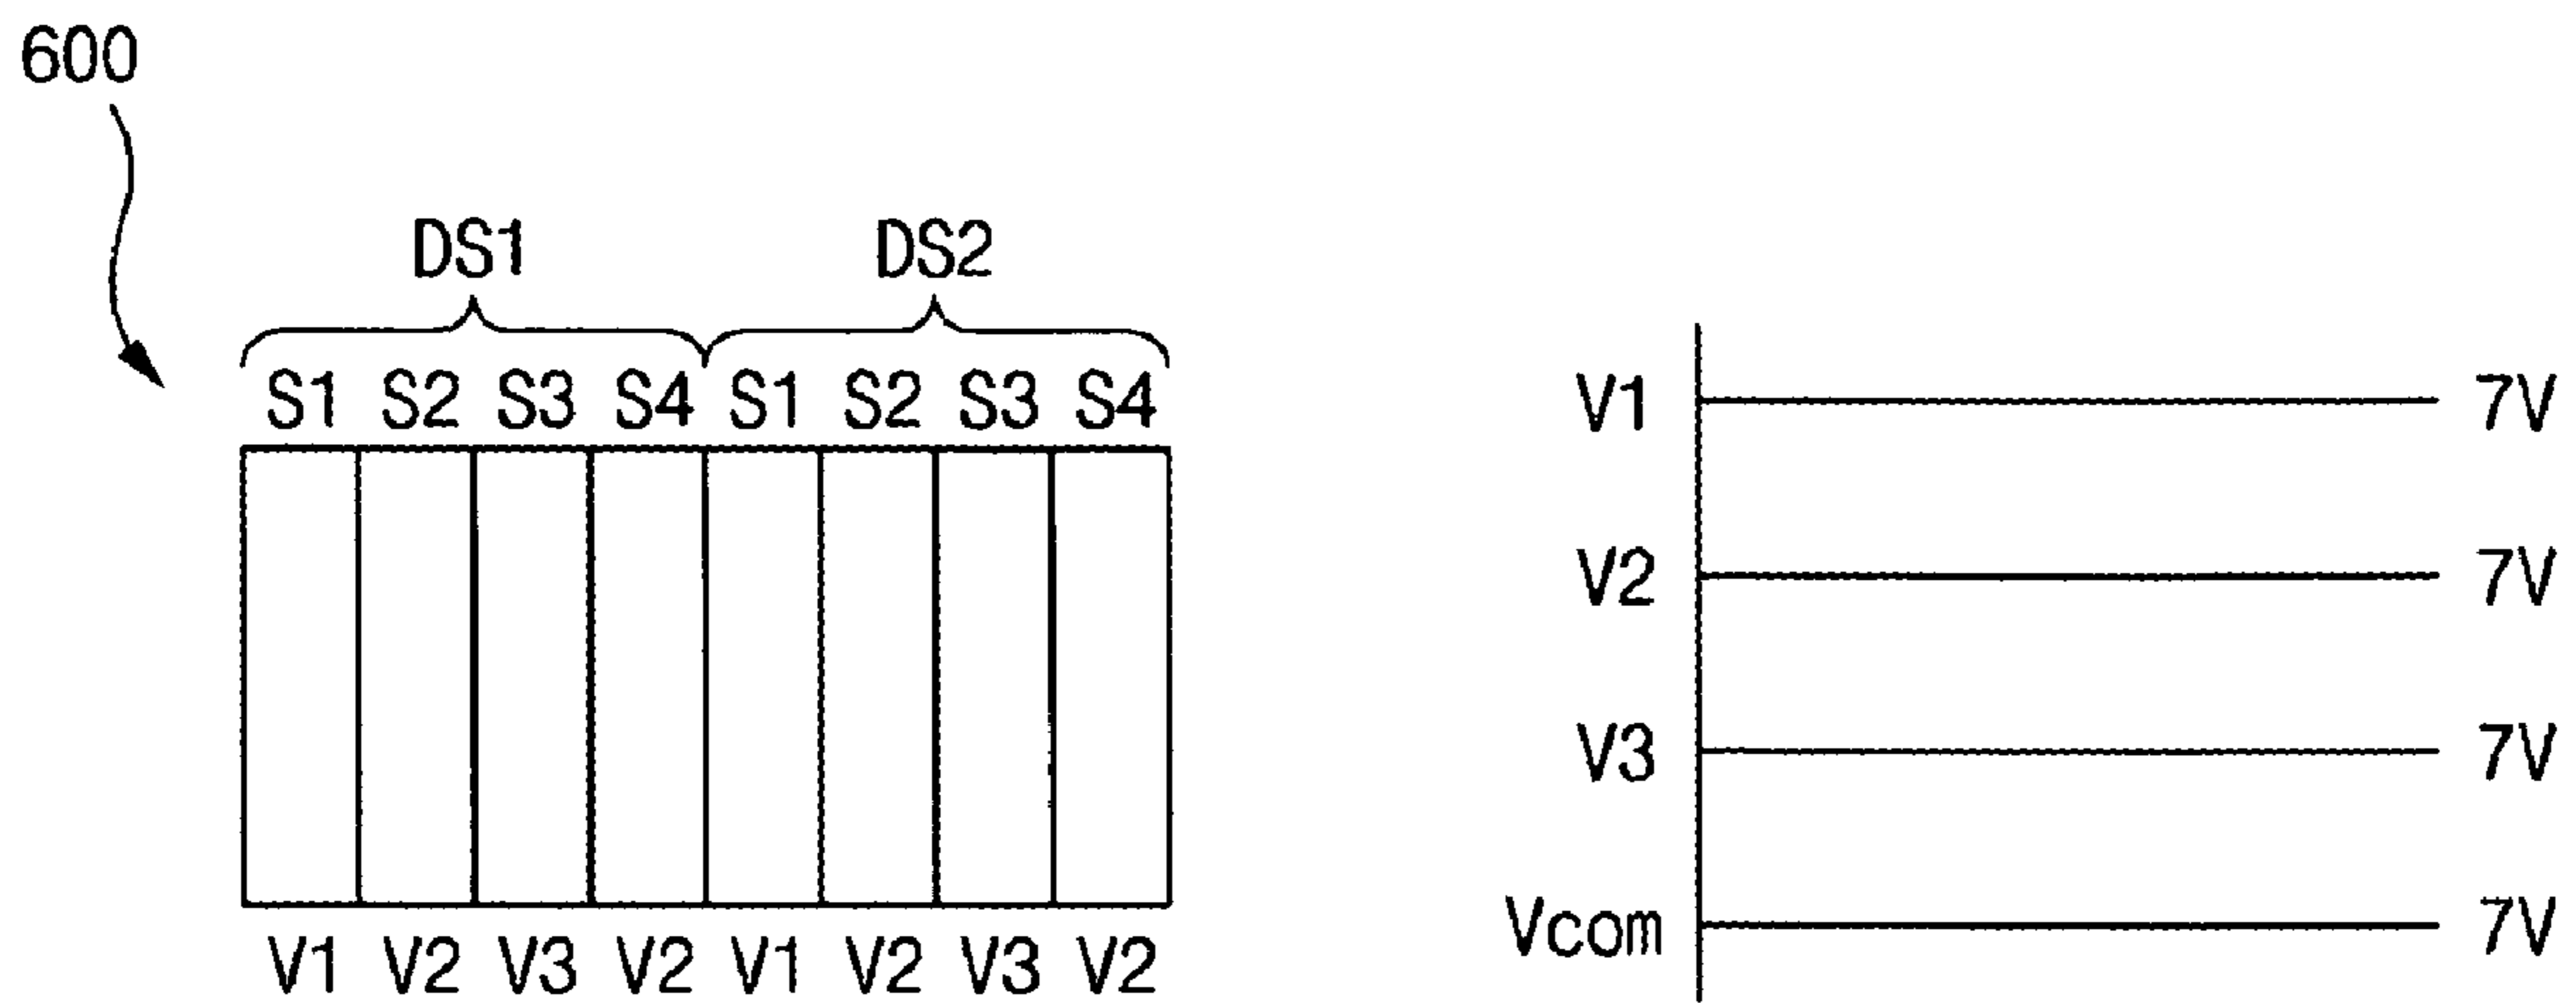 600
DS1 DS2
S1 S2 S3 S4 S1 S2 S3 S4
V1 V2 V3 V2 V1 V2 V3 V2
V1 7V
V2 7V
V3 7V
Vcom 7V